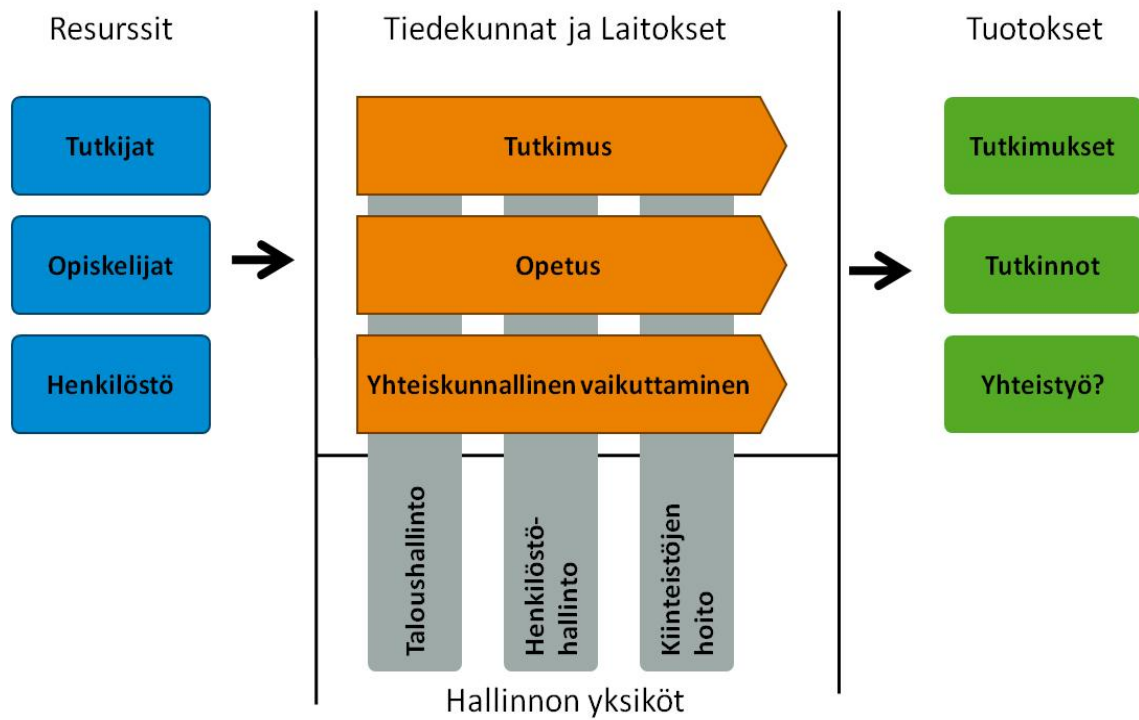 Resurssit
Tiedekunnat ja Laitokset
Tuotokset
Tutkijat
Tutkimus
Tutkimukset
Opiskelijat
Opetus
Tutkinnot
Henkilöstö
Yhteiskunnallinen vaikuttaminen
Yhteistyö?
Taloushallinto
Henkilöstö-
hallinto
Kiinteistöjen
hoito
Hallinnon yksiköt